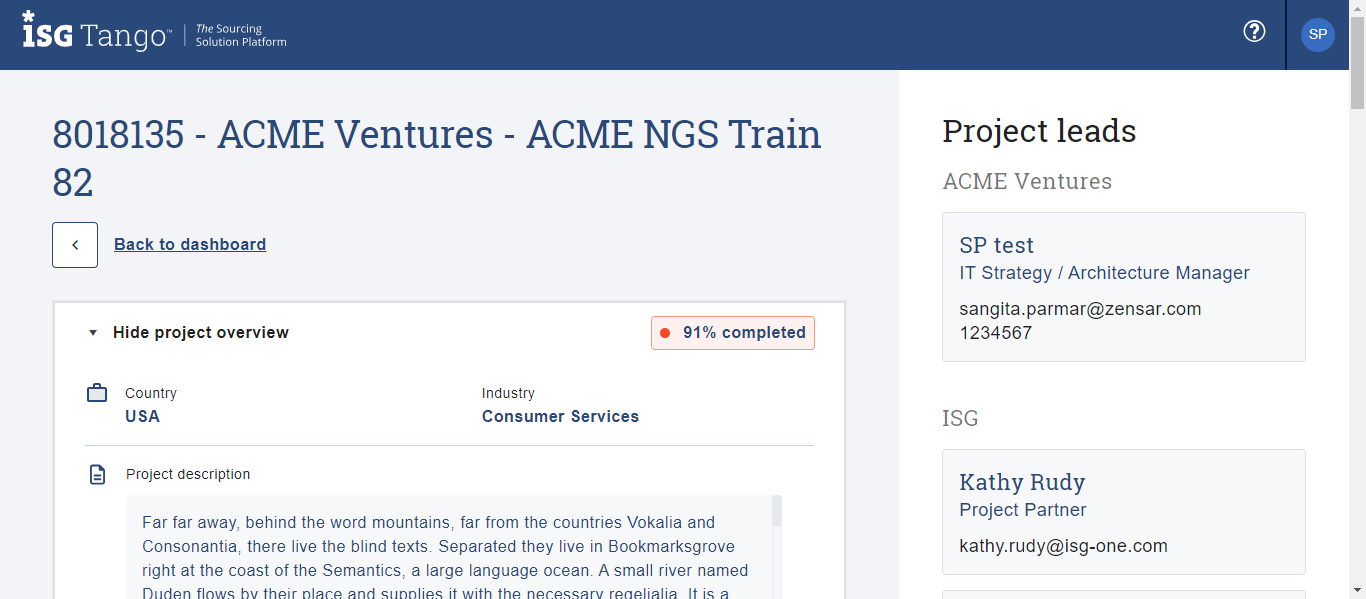 *
ISG Tango™
The Sourcing
Solution Platform
?
SP
8018135 - ACME Ventures - ACME NGS Train
82
Back to dashboard
Hide project overview
91% completed
Country
USA
Industry
Consumer Services
Project description
Far far away, behind the word mountains, far from the countries Vokalia and
Consonantia, there live the blind texts. Separated they live in Bookmarksgrove
right at the coast of the Semantics, a large language ocean. A small river named
Duden flows by their place and supplies it with the necessary regelialia. It is a
Project leads
ACME Ventures
SP test
IT Strategy / Architecture Manager
sangita.parmar@zensar.com
1234567
ISG
Kathy Rudy
Project Partner
kathy.rudy@isg-one.com